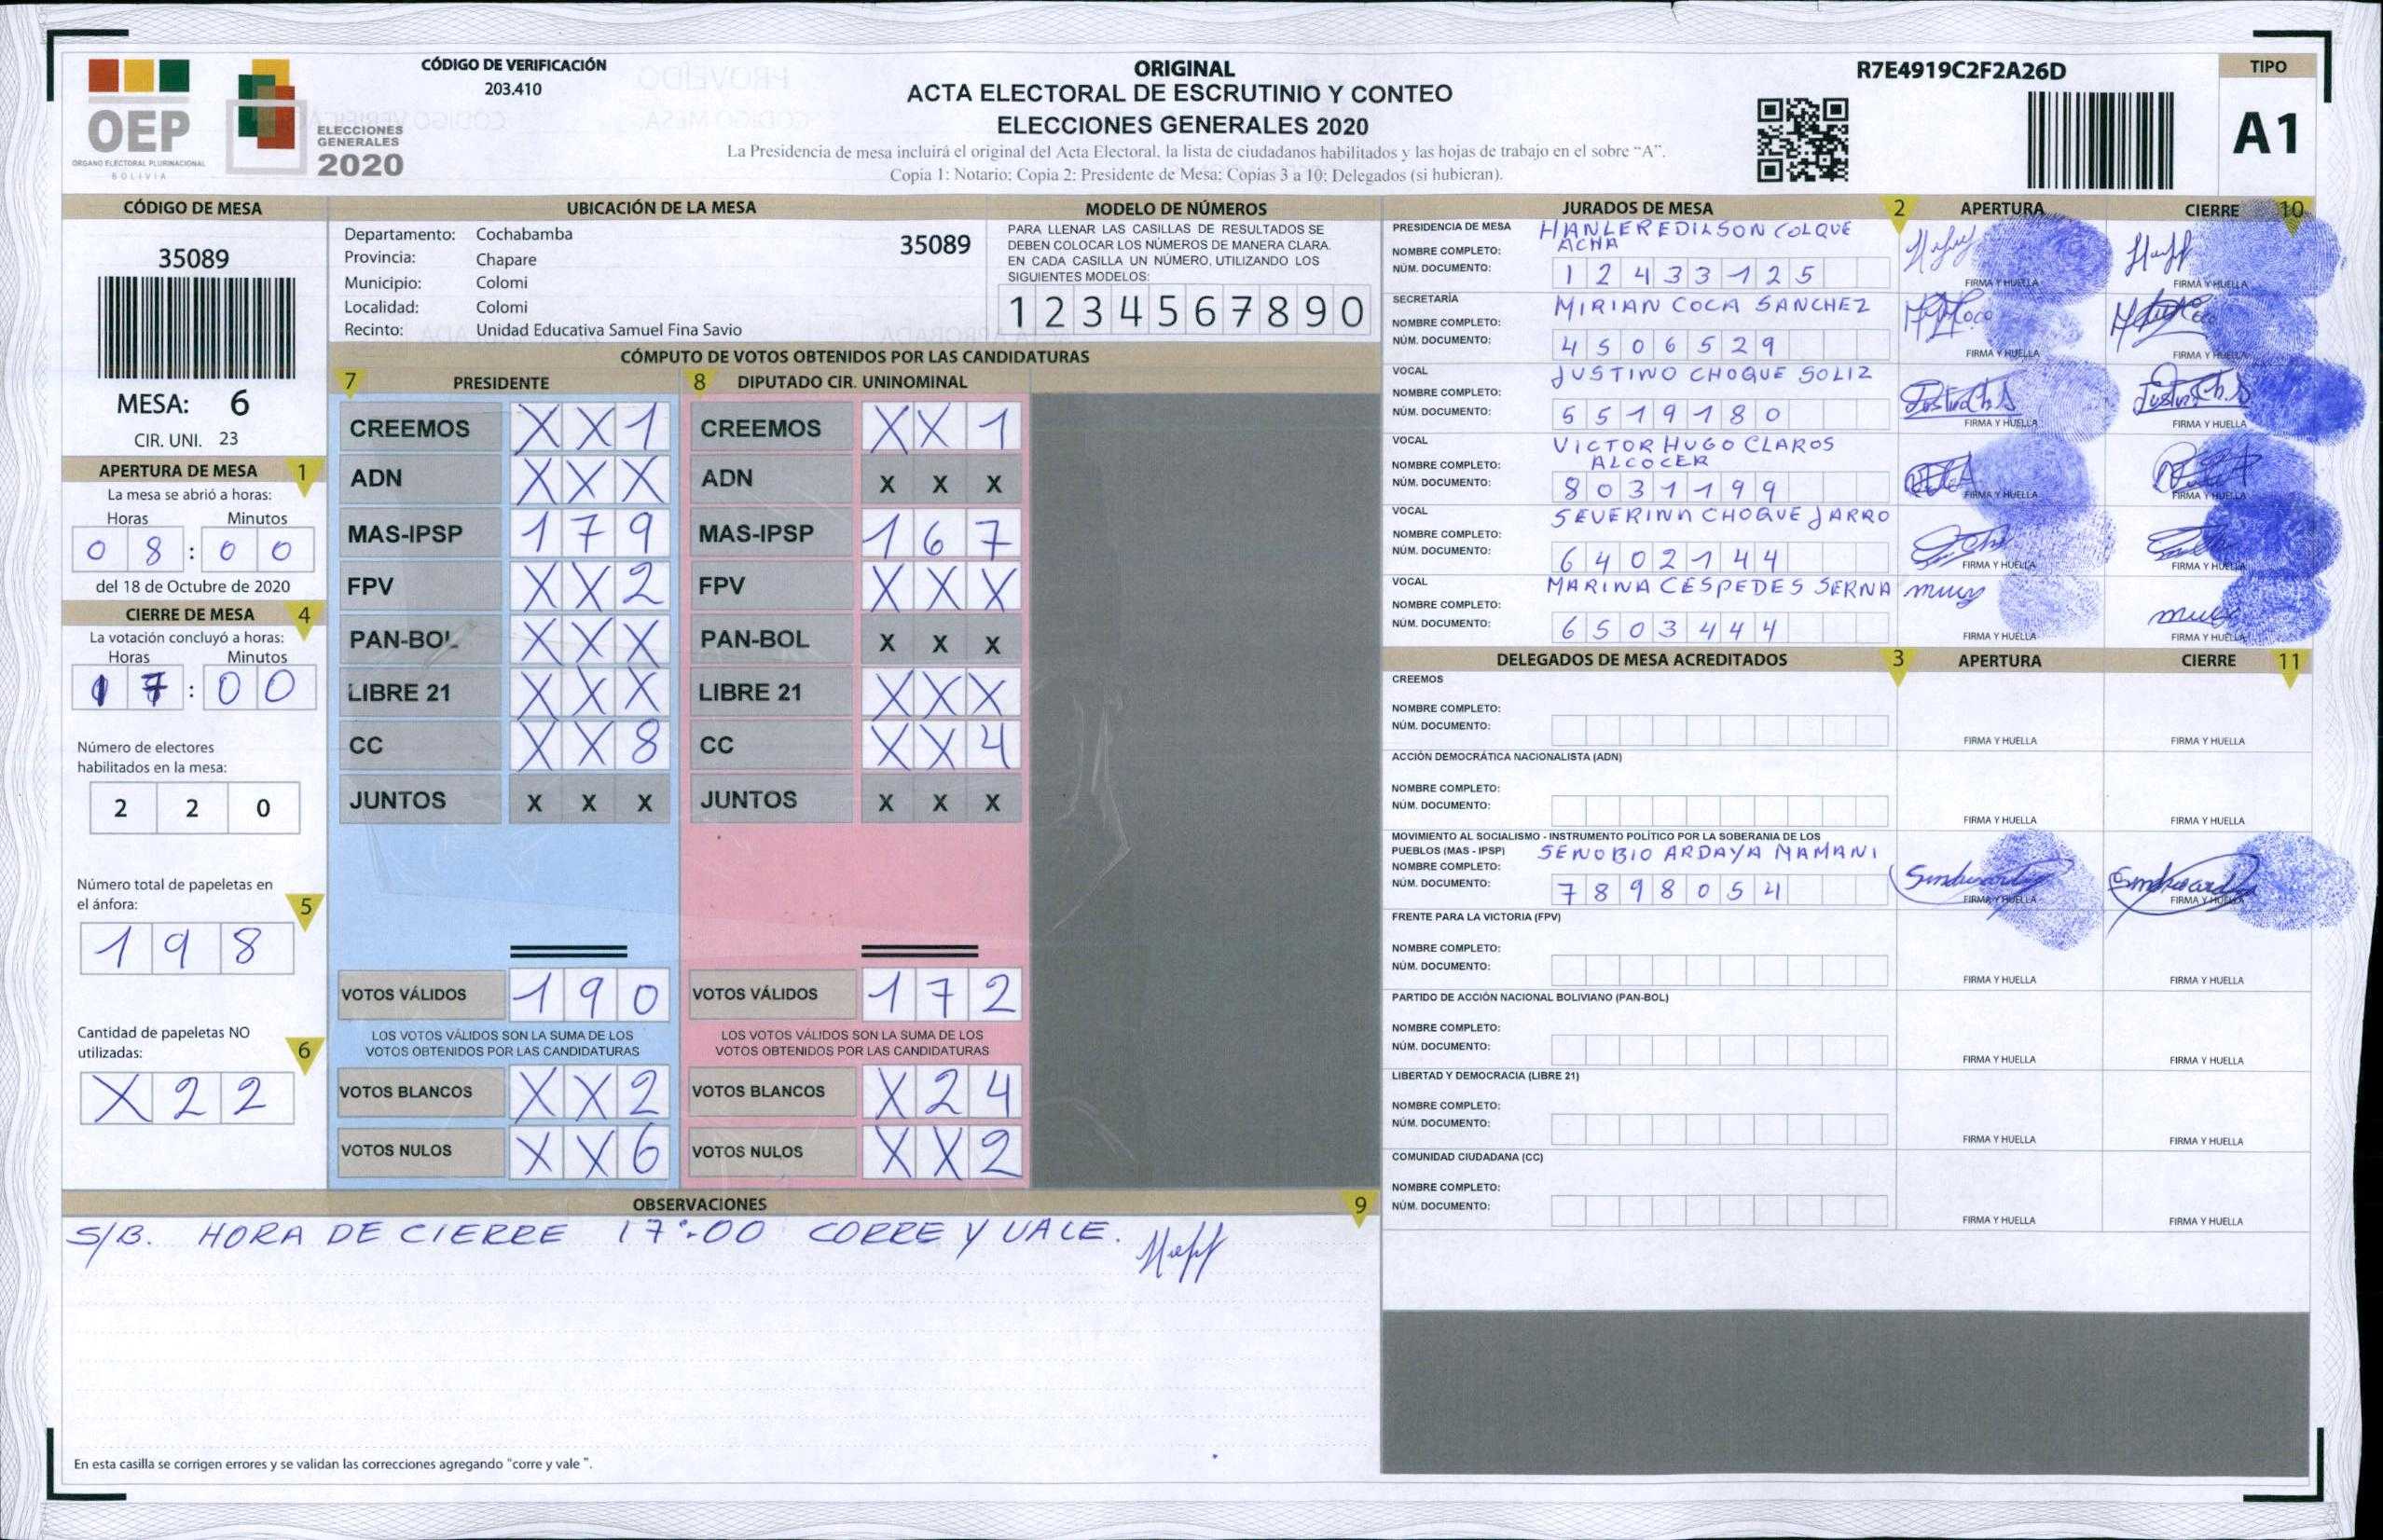 OEP
ORGANO ELECTORAL PLURINACIONAL
BOLIVIA
ELECCIONES
GENERALES
2020
CÓDIGO DE VERIFICACIÓN
203.410
ORIGINAL
ACTA ELECTORAL DE ESCRUTINIO Y CONTEO
ELECCIONES GENERALES 2020
La Presidencia de mesa incluirá el original del Acta Electoral, la lista de ciudadanos habilitados y las hojas de trabajo en el sobre “A”.
Copia 1: Notario; Copia 2: Presidente de Mesa; Copias 3 a 10: Delegados (si hubieran).
R7E4919C2F2A26D
TIPO
A1
CÓDIGO DE MESA
35089
MESA: 6
CIR. UNI. 23
APERTURA DE MESA 1
La mesa se abrió a horas:
Horas Minutos
0 8 : 0 0
del 18 de Octubre de 2020
CIERRE DE MESA 4
La votación concluyó a horas:
Horas Minutos
1 7 : 0 0
Número de electores
habilitados en la mesa:
2 2 0
Número total de papeletas en
el ánfora: 5
1 9 8
Cantidad de papeletas NO
utilizadas: 6
X 2 2
UBICACIÓN DE LA MESA
Departamento: Cochabamba 35089
Provincia: Chapare
Municipio: Colomi
Localidad: Colomi
Recinto: Unidad Educativa Samuel Fina Savio
MODELO DE NÚMEROS
PARA LLENAR LAS CASILLAS DE RESULTADOS SE
DEBEN COLOCAR LOS NÚMEROS DE MANERA CLARA.
EN CADA CASILLA UN NÚMERO, UTILIZANDO LOS
SIGUIENTES MODELOS:
1 2 3 4 5 6 7 8 9 0
CÓMPUTO DE VOTOS OBTENIDOS POR LAS CANDIDATURAS
7 PRESIDENTE
CREEMOS X X 1
ADN X X X
MAS-IPSP 1 7 9
FPV X X 2
PAN-BOL X X X
LIBRE 21 X X X
CC X X 8
JUNTOS X X X
VOTOS VÁLIDOS 1 9 0
LOS VOTOS VÁLIDOS SON LA SUMA DE LOS
VOTOS OBTENIDOS POR LAS CANDIDATURAS
VOTOS BLANCOS X X 2
VOTOS NULOS X X 6
8 DIPUTADO CIR. UNINOMINAL
CREEMOS X X 1
ADN X X X
MAS-IPSP 1 6 7
FPV X X X
PAN-BOL X X X
LIBRE 21 X X X
CC X X 4
JUNTOS X X X
VOTOS VÁLIDOS 1 7 2
LOS VOTOS VÁLIDOS SON LA SUMA DE LOS
VOTOS OBTENIDOS POR LAS CANDIDATURAS
VOTOS BLANCOS X 2 4
VOTOS NULOS X X 2
OBSERVACIONES 9
S/B. HORA DE CIERRE 17:00 CORRE Y VALE.
En esta casilla se corrigen errores y se validan las correcciones agregando "corre y vale ".
JURADOS DE MESA 2 APERTURA CIERRE 10
PRESIDENCIA DE MESA HANLER EDILSON COLQUE
NOMBRE COMPLETO: ACHA
NÚM. DOCUMENTO: 1 2 4 3 3 1 2 5 FIRMA Y HUELLA FIRMA Y HUELLA
SECRETARÍA MIRIAN COCA SANCHEZ
NOMBRE COMPLETO:
NÚM. DOCUMENTO: 4 5 0 6 5 2 9 FIRMA Y HUELLA FIRMA Y HUELLA
VOCAL JUSTINO CHOQUE SOLIZ
NOMBRE COMPLETO:
NÚM. DOCUMENTO: 5 5 1 9 1 8 0 FIRMA Y HUELLA FIRMA Y HUELLA
VOCAL VICTOR HUGO CLAROS
NOMBRE COMPLETO: ALCOCER
NÚM. DOCUMENTO: 8 0 3 1 1 9 9 FIRMA Y HUELLA FIRMA Y HUELLA
VOCAL SEVERINA CHOQUE JARRO
NOMBRE COMPLETO:
NÚM. DOCUMENTO: 6 4 0 2 1 4 4 FIRMA Y HUELLA FIRMA Y HUELLA
VOCAL MARINA CESPEDES SERNA
NOMBRE COMPLETO:
NÚM. DOCUMENTO: 6 5 0 3 4 4 4 FIRMA Y HUELLA FIRMA Y HUELLA
DELEGADOS DE MESA ACREDITADOS 3 APERTURA CIERRE 11
CREEMOS
NOMBRE COMPLETO:
NÚM. DOCUMENTO: FIRMA Y HUELLA FIRMA Y HUELLA
ACCIÓN DEMOCRÁTICA NACIONALISTA (ADN)
NOMBRE COMPLETO:
NÚM. DOCUMENTO: FIRMA Y HUELLA FIRMA Y HUELLA
MOVIMIENTO AL SOCIALISMO - INSTRUMENTO POLÍTICO POR LA SOBERANIA DE LOS
PUEBLOS (MAS - IPSP) SENOBIO ARDAYA MAMANI
NOMBRE COMPLETO:
NÚM. DOCUMENTO: 7 8 9 8 0 5 4 FIRMA Y HUELLA FIRMA Y HUELLA
FRENTE PARA LA VICTORIA (FPV)
NOMBRE COMPLETO:
NÚM. DOCUMENTO: FIRMA Y HUELLA FIRMA Y HUELLA
PARTIDO DE ACCIÓN NACIONAL BOLIVIANO (PAN-BOL)
NOMBRE COMPLETO:
NÚM. DOCUMENTO: FIRMA Y HUELLA FIRMA Y HUELLA
LIBERTAD Y DEMOCRACIA (LIBRE 21)
NOMBRE COMPLETO:
NÚM. DOCUMENTO: FIRMA Y HUELLA FIRMA Y HUELLA
COMUNIDAD CIUDADANA (CC)
NOMBRE COMPLETO:
NÚM. DOCUMENTO: FIRMA Y HUELLA FIRMA Y HUELLA